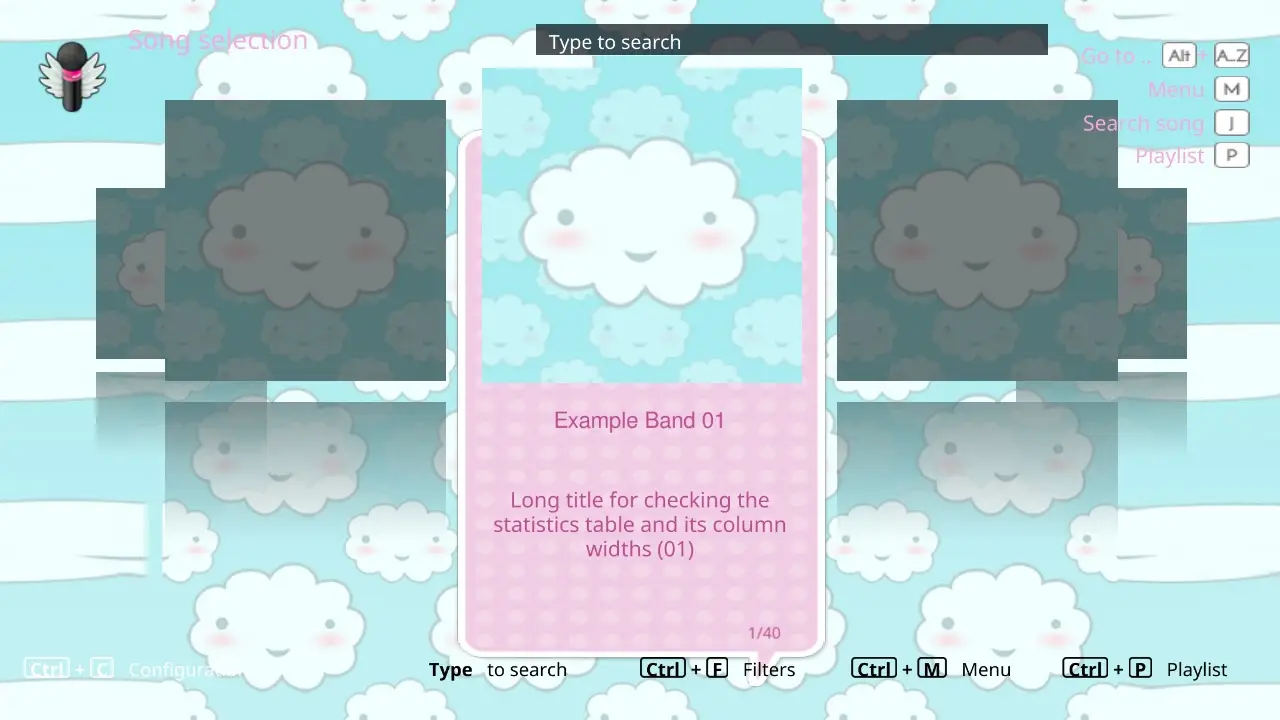 Song selection
Type to search
Go to .. Alt + A..Z
Menu M
Search song J
Playlist P
Example Band 01
Long title for checking the
statistics table and its column
widths (01)
1/40
Ctrl + C Configuration
Type to search
Ctrl + F Filters
Ctrl + M Menu
Ctrl + P Playlist